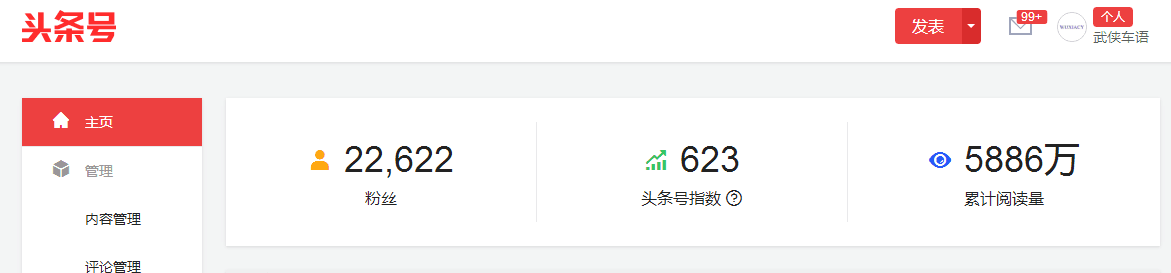 头条号
发表
99+
WUXIACY
个人
武侠车语
主页
管理
内容管理
评论管理
22,622
粉丝
623
头条号指数 ?
5886万
累计阅读量